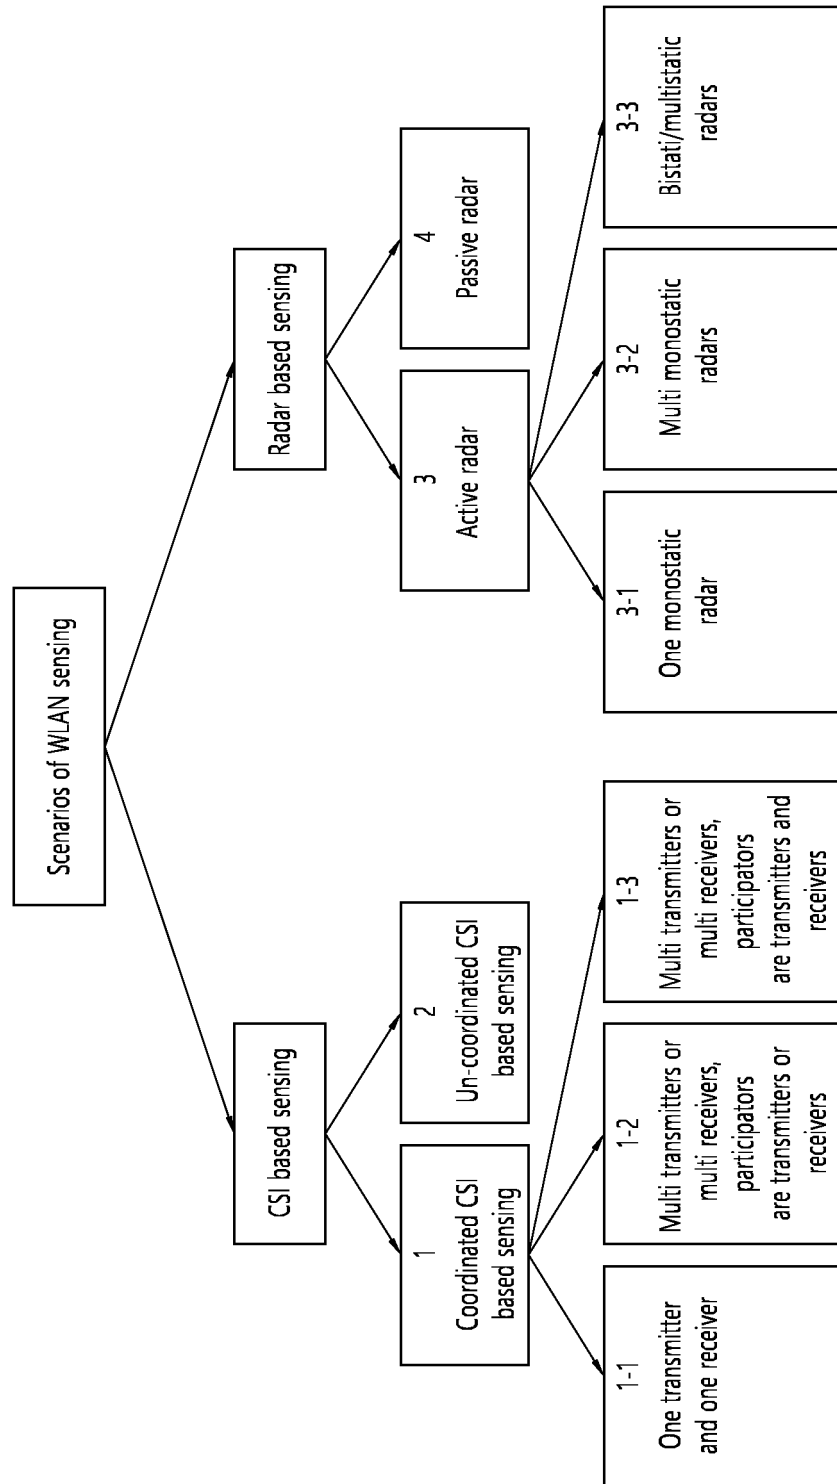 Scenarios of WLAN sensing
CSI based sensing
Radar based sensing
1
Coordinated CSI
based sensing
2
Un-coordinated CSI
based sensing
3
Active radar
4
Passive radar
1-1
One transmitter
and one receiver
1-2
Multi transmitters or
multi receivers,
participators
are transmitters or
receivers
1-3
Multi transmitters or
multi receivers,
participators
are transmitters and
receivers
3-1
One monostatic
radar
3-2
Multi monostatic
radars
3-3
Bistati/multistatic
radars